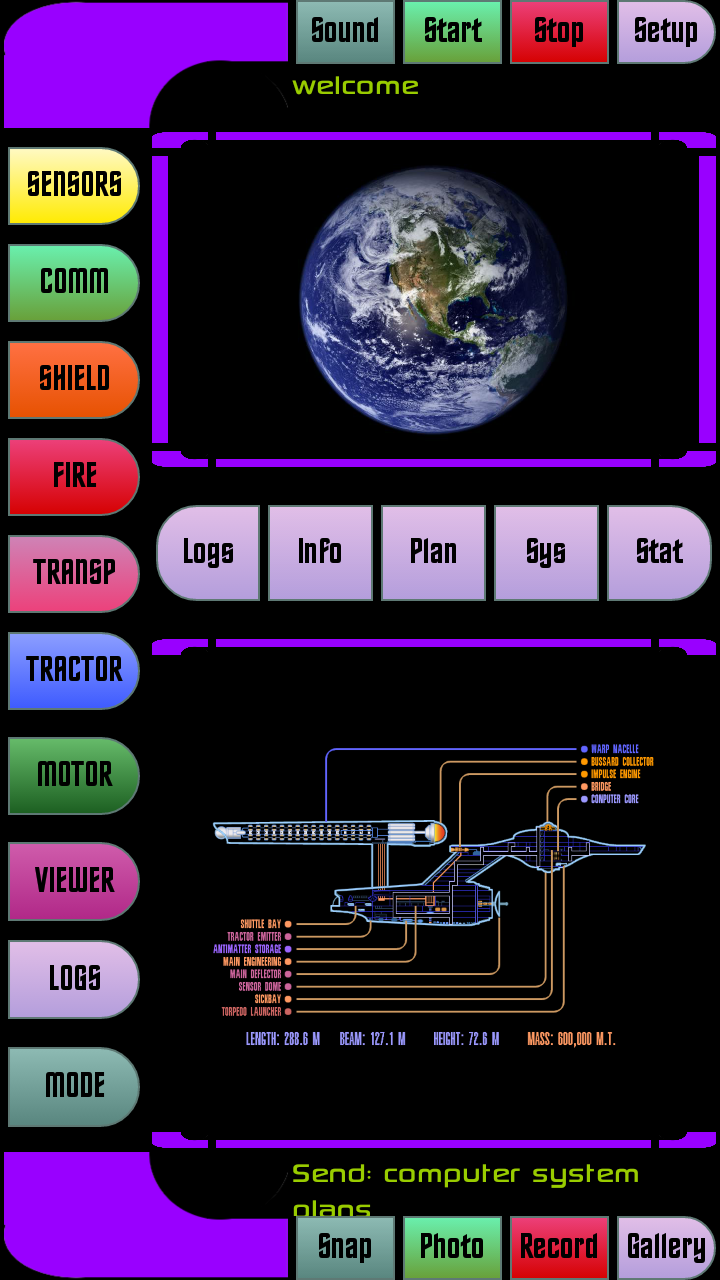 Sound Start Stop Setup
welcome
SENSORS
COMM
SHIELD
FIRE
TRANSP
TRACTOR
MOTOR
VIEWER
LOGS
MODE
Logs Info Plan Sys Stat
WARP NACELLE
BUSSARD COLLECTOR
IMPULSE ENGINE
BRIDGE
COMPUTER CORE
SHUTTLE BAY
TRACTOR EMITTER
ANTIMATTER STORAGE
MAIN ENGINEERING
MAIN DEFLECTOR
SENSOR DOME
SICKBAY
TORPEDO LAUNCHER
LENGTH: 288.6 M BEAM: 127.1 M HEIGHT: 72.6 M MASS: 600,000 M.T.
Send: computer system
plans
Snap Photo Record Gallery